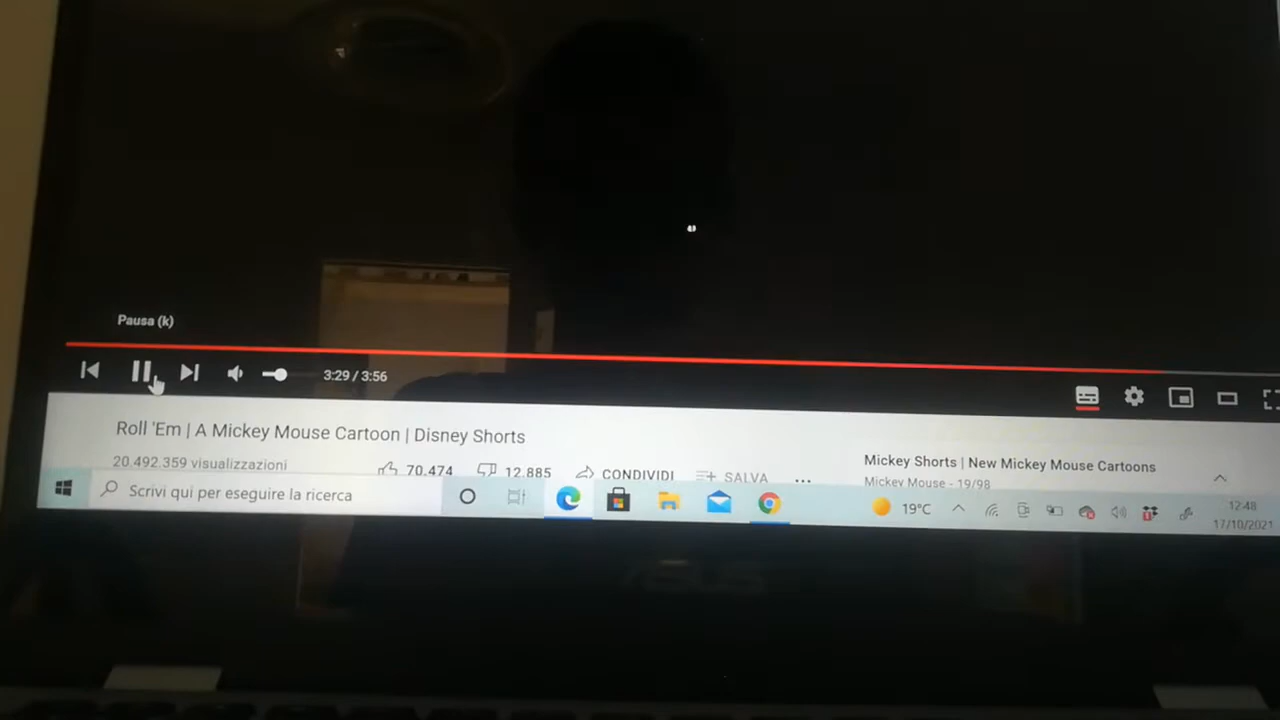 Pausa (k)
3:29 / 3:56
Roll 'Em | A Mickey Mouse Cartoon | Disney Shorts
20.492.359 visualizzazioni
70.474
12.885
CONDIVIDI
SALVA
...
Mickey Shorts | New Mickey Mouse Cartoons
Mickey Mouse - 19/98
Scrivi qui per eseguire la ricerca
19°C
12:48
17/10/2021
ASUS